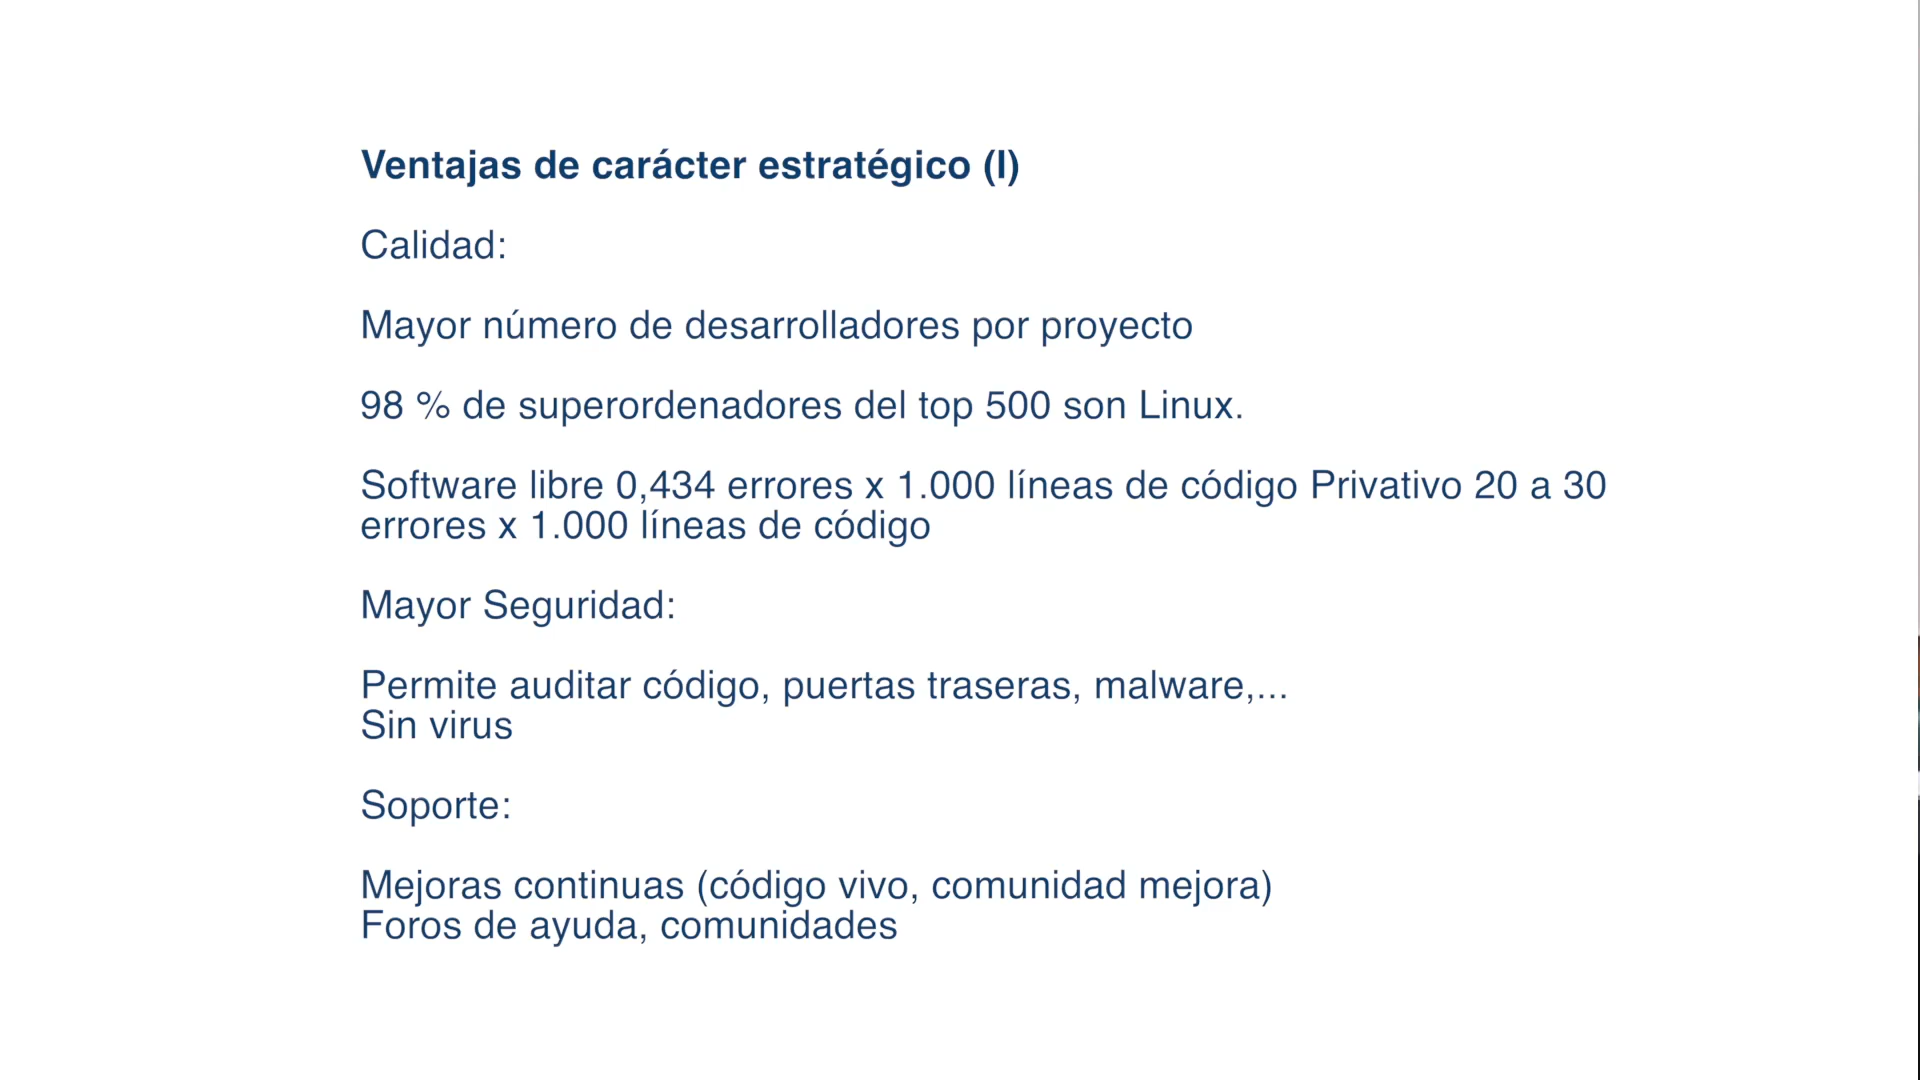 Ventajas de carácter estratégico (I)
Calidad:
Mayor número de desarrolladores por proyecto
98 % de superordenadores del top 500 son Linux.
Software libre 0,434 errores x 1.000 líneas de código Privativo 20 a 30
errores x 1.000 líneas de código
Mayor Seguridad:
Permite auditar código, puertas traseras, malware,...
Sin virus
Soporte:
Mejoras continuas (código vivo, comunidad mejora)
Foros de ayuda, comunidades